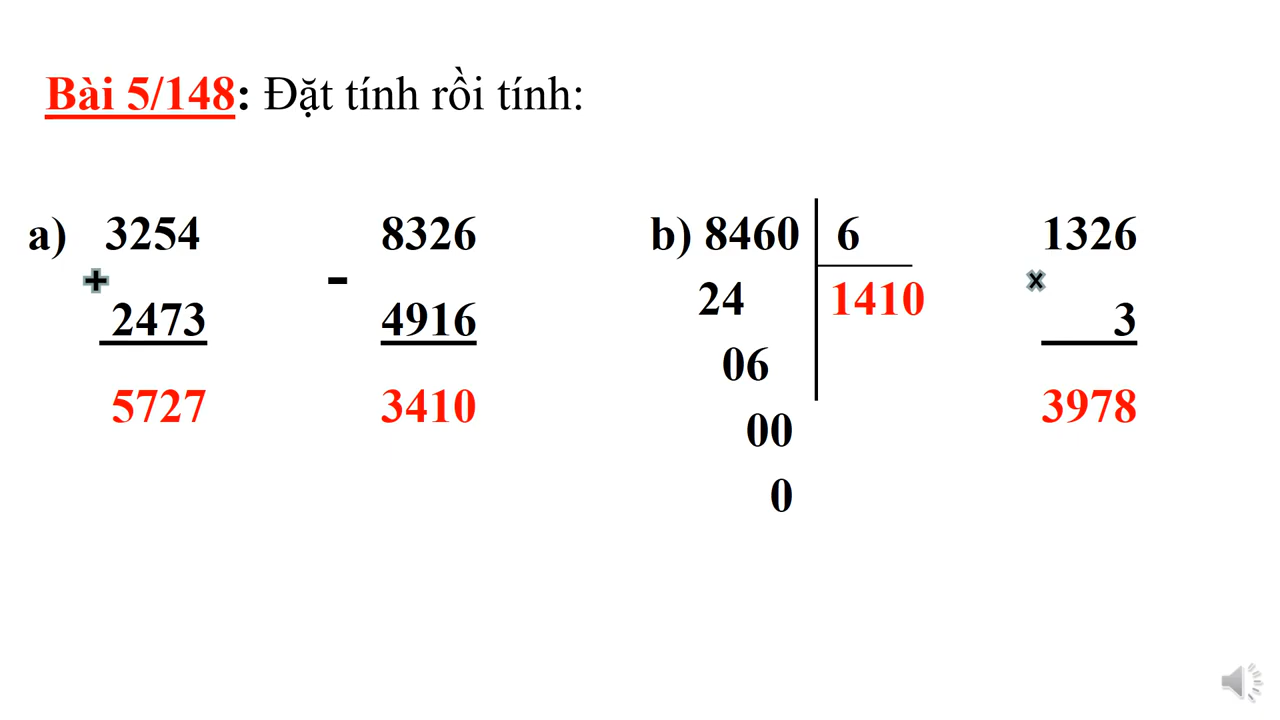 Bài 5/148: Đặt tính rồi tính:
a) 3254 8326 b) 8460 6 1326
+ - ×
24 1410
2473 4916 3
06
5727 3410 3978
00
0